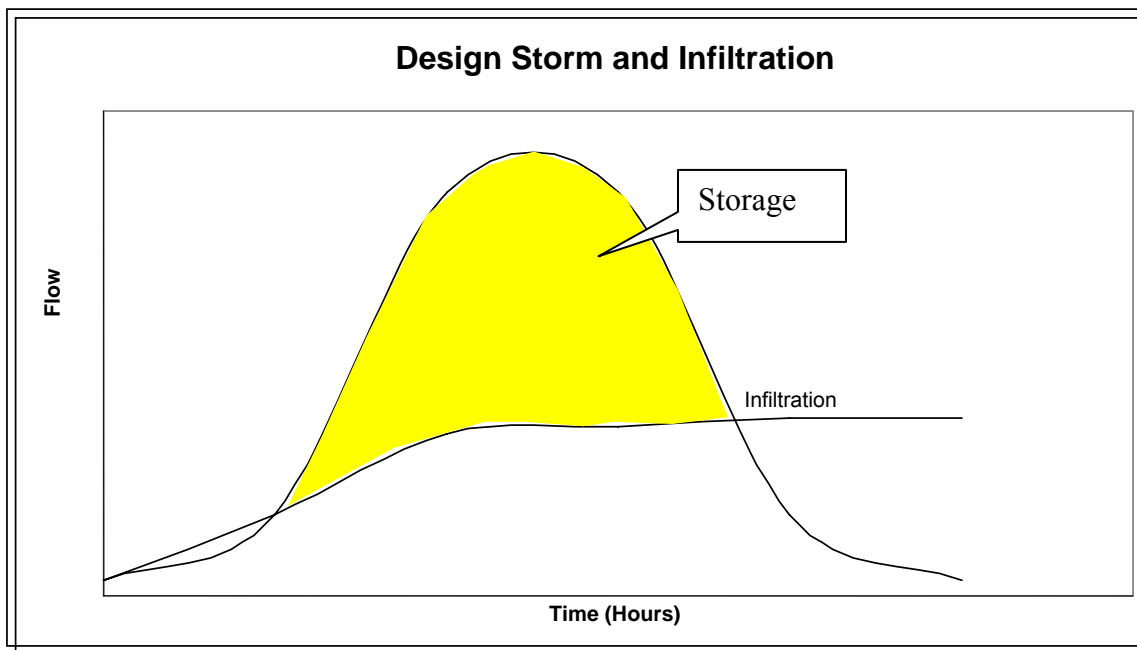 Design Storm and Infiltration
Storage
Flow
Infiltration
Time (Hours)